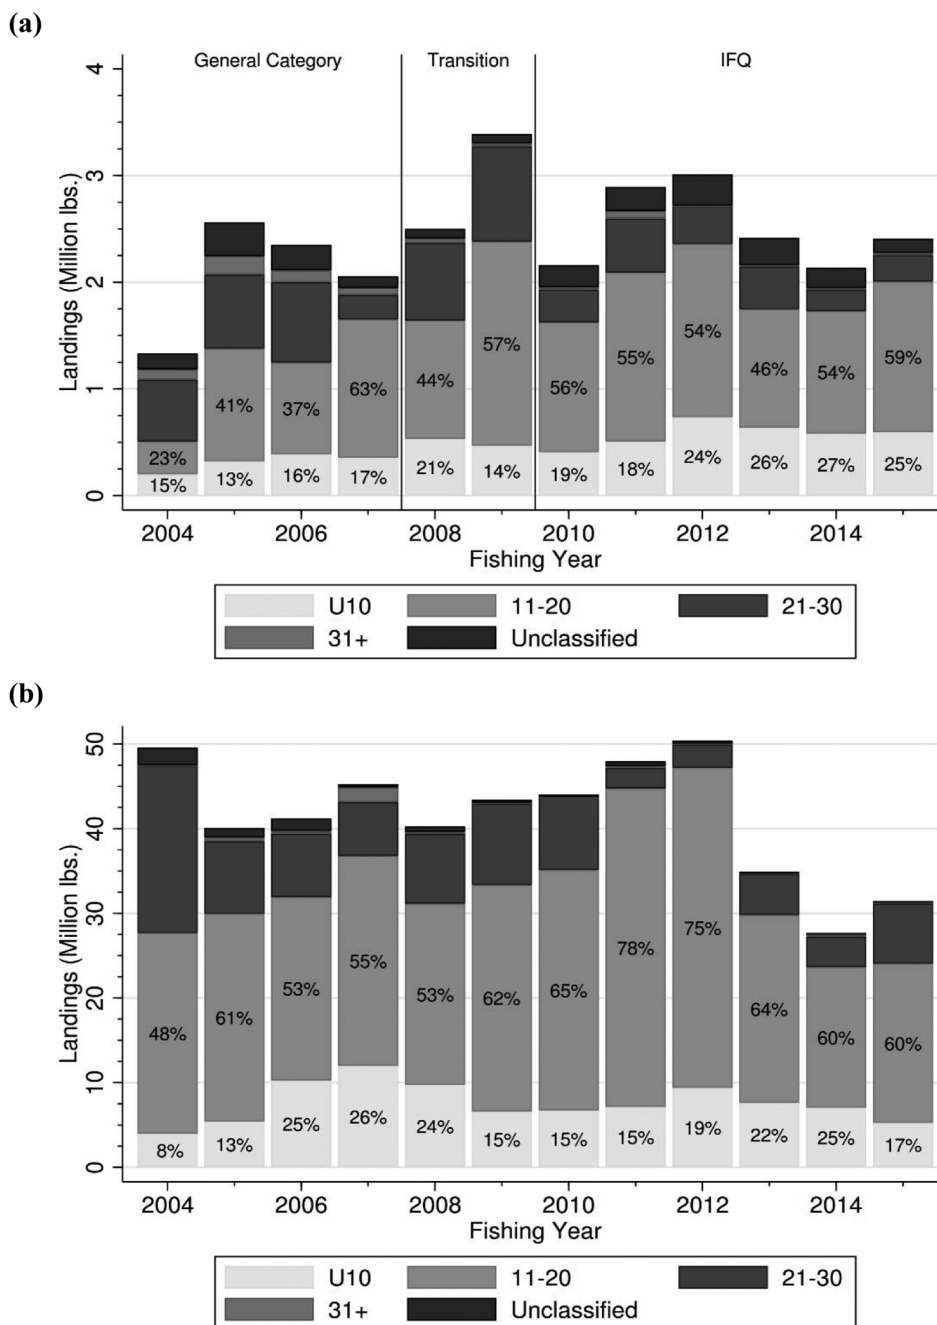 (a)
General Category Transition IFQ
Landings (Million lbs.)
4
3
2
1
0
23% 41% 37% 63% 44% 57% 56% 55% 54% 46% 54% 59%
15% 13% 16% 17% 21% 14% 19% 18% 24% 26% 27% 25%
2004 2006 2008 2010 2012 2014
Fishing Year
U10 11-20 21-30
31+ Unclassified
(b)
Landings (Million lbs.)
50
40
30
20
10
0
48% 61% 53% 55% 53% 62% 65% 78% 75% 64% 60% 60%
8% 13% 25% 26% 24% 15% 15% 15% 19% 22% 25% 17%
2004 2006 2008 2010 2012 2014
Fishing Year
U10 11-20 21-30
31+ Unclassified